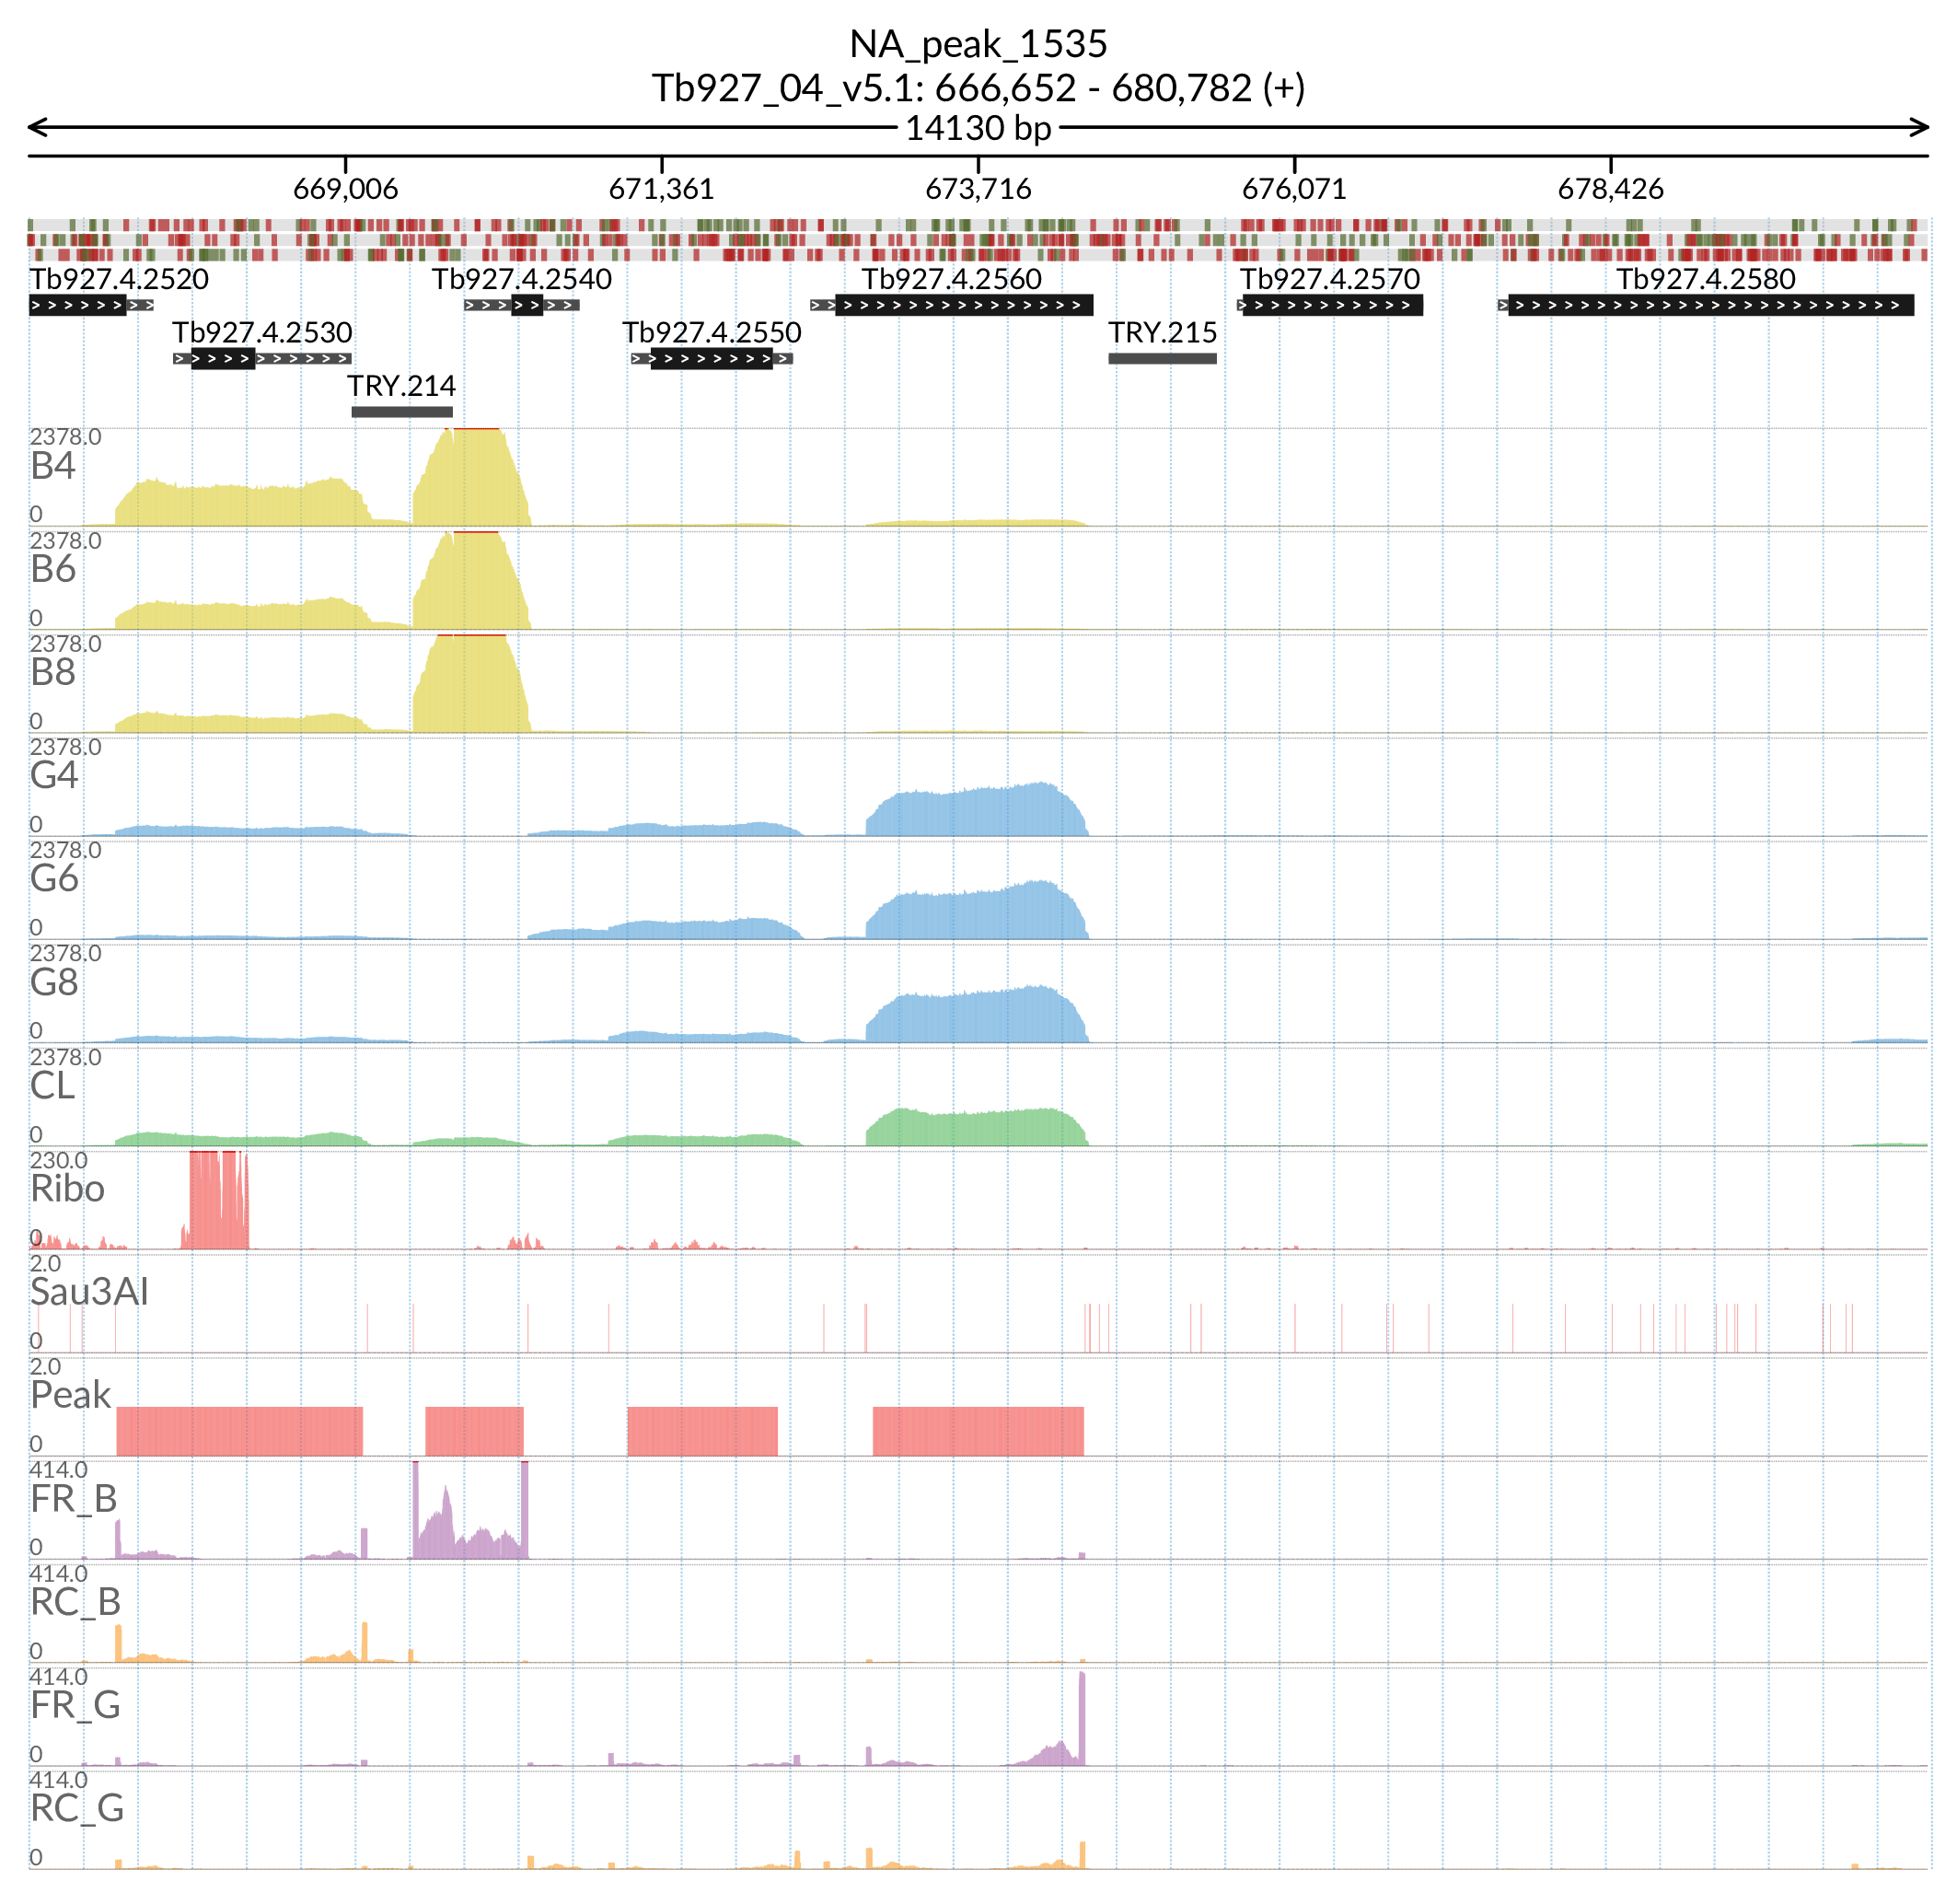 NA_peak_1535
Tb927_04_v5.1: 666,652 - 680,782 (+)
14130 bp
669,006 671,361 673,716 676,071 678,426
Tb927.4.2520 Tb927.4.2540 Tb927.4.2560 Tb927.4.2570 Tb927.4.2580
Tb927.4.2530 Tb927.4.2550 TRY.215
TRY.214
2378.0
B4
0
2378.0
B6
0
2378.0
B8
0
2378.0
G4
0
2378.0
G6
0
2378.0
G8
0
2378.0
CL
0
230.0
Ribo
0
2.0
Sau3AI
0
2.0
Peak
0
414.0
FR_B
0
414.0
RC_B
0
414.0
FR_G
0
414.0
RC_G
0